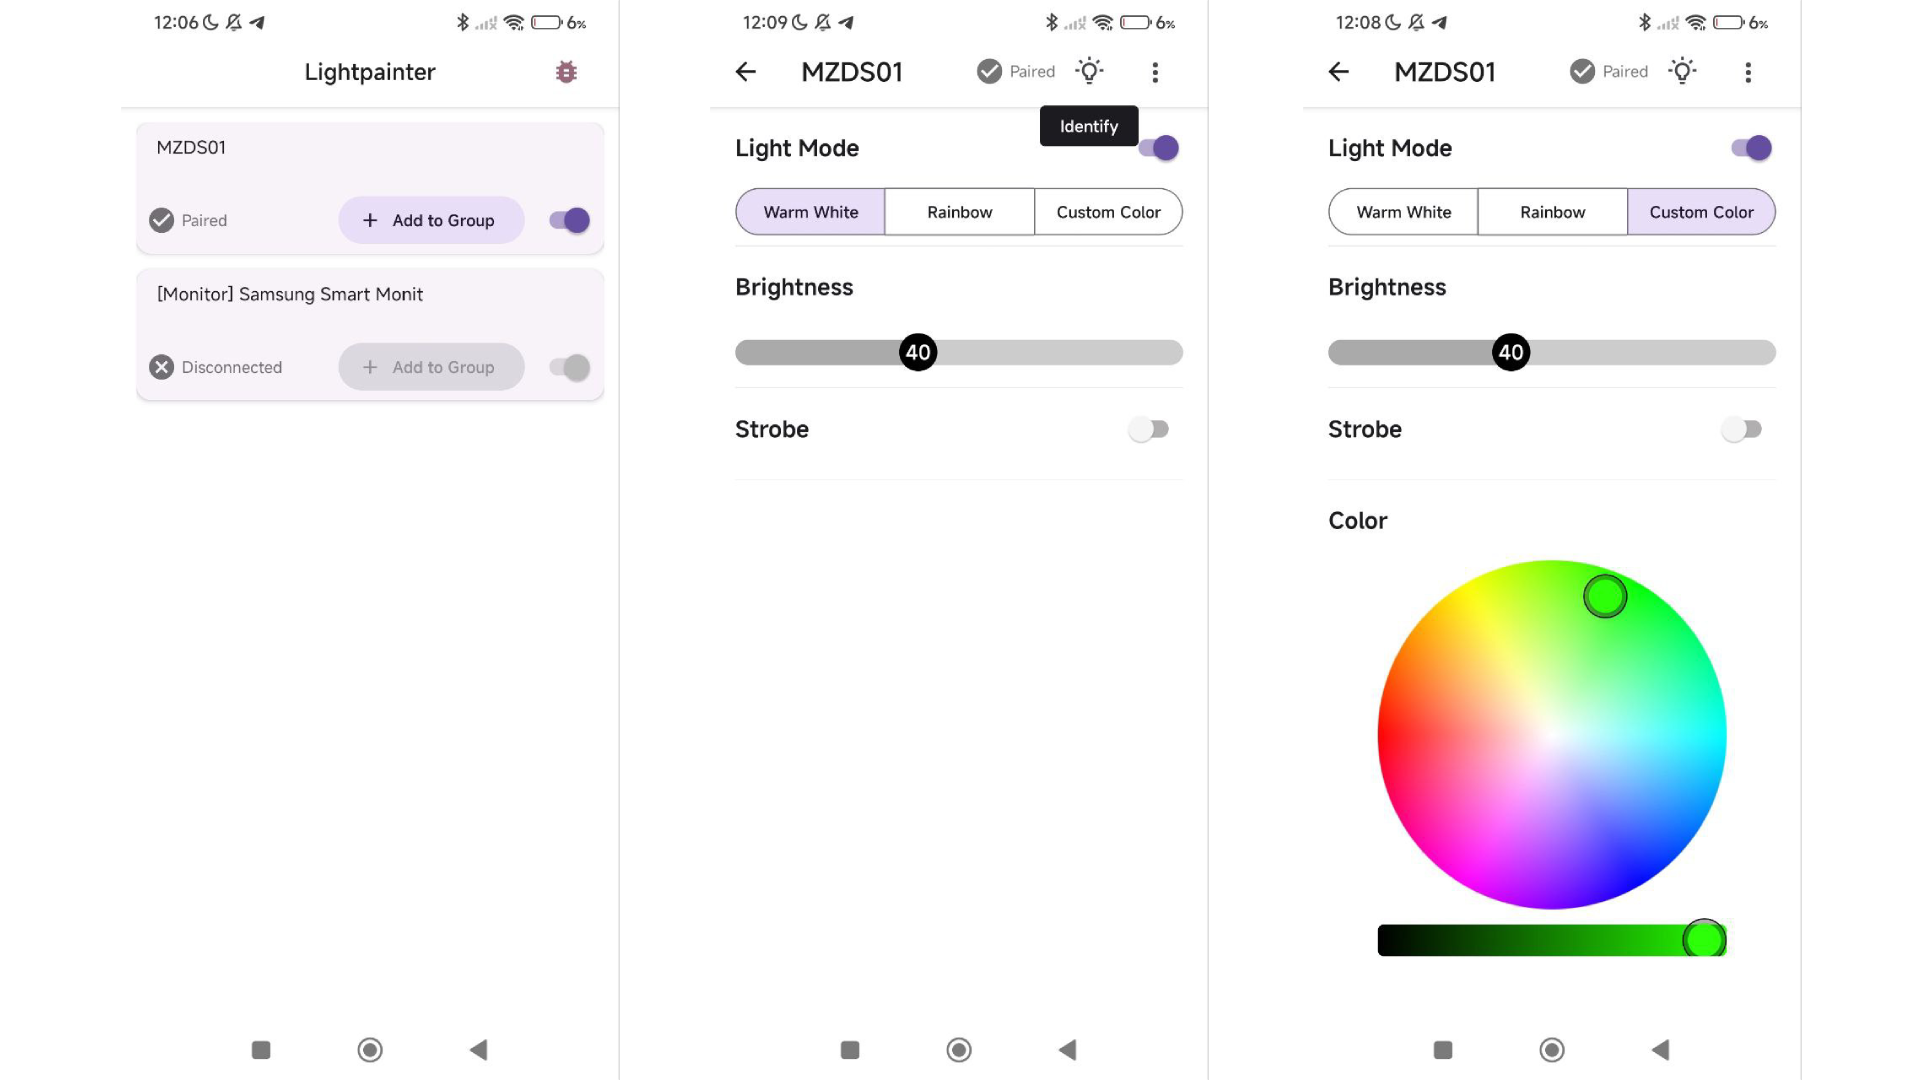 12:06 6%
Lightpainter
MZDS01
Paired + Add to Group
[Monitor] Samsung Smart Monit
Disconnected + Add to Group
12:09 6%
MZDS01 Paired
Identify
Light Mode
Warm White Rainbow Custom Color
Brightness
40
Strobe
12:08 6%
MZDS01 Paired
Light Mode
Warm White Rainbow Custom Color
Brightness
40
Strobe
Color